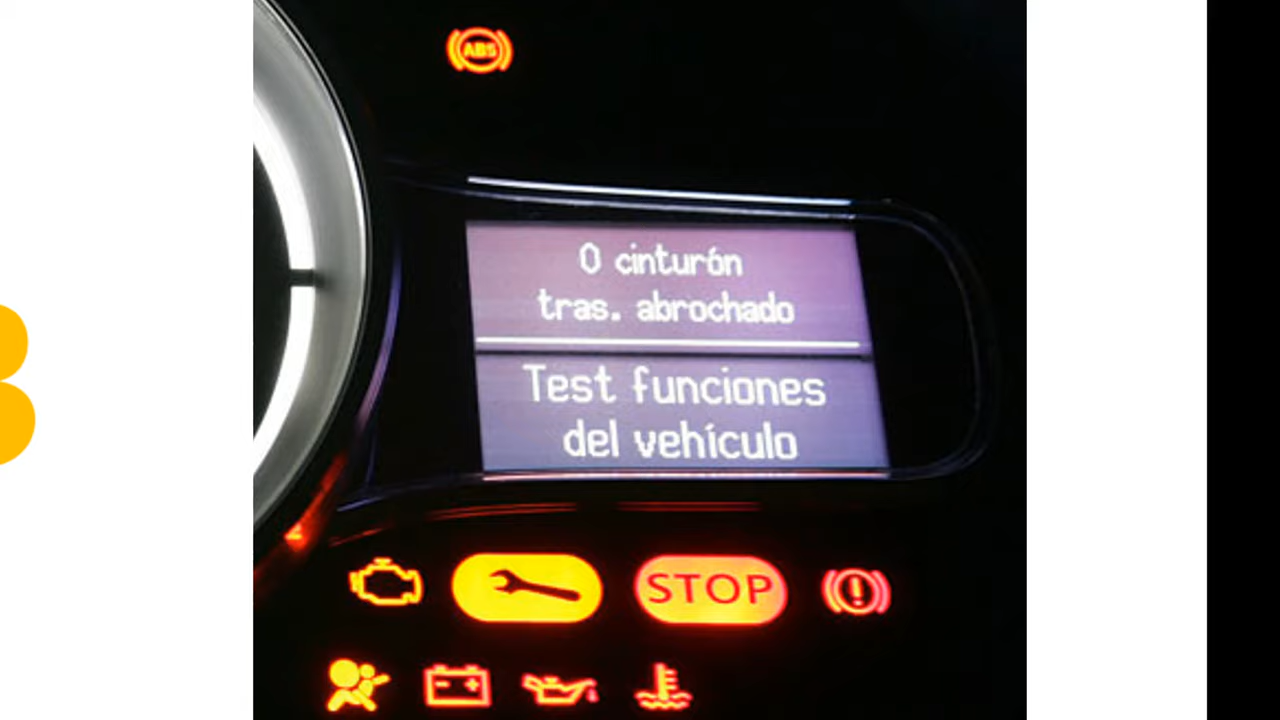 ABS
0 cinturón
tras. abrochado
Test funciones
del vehículo
STOP